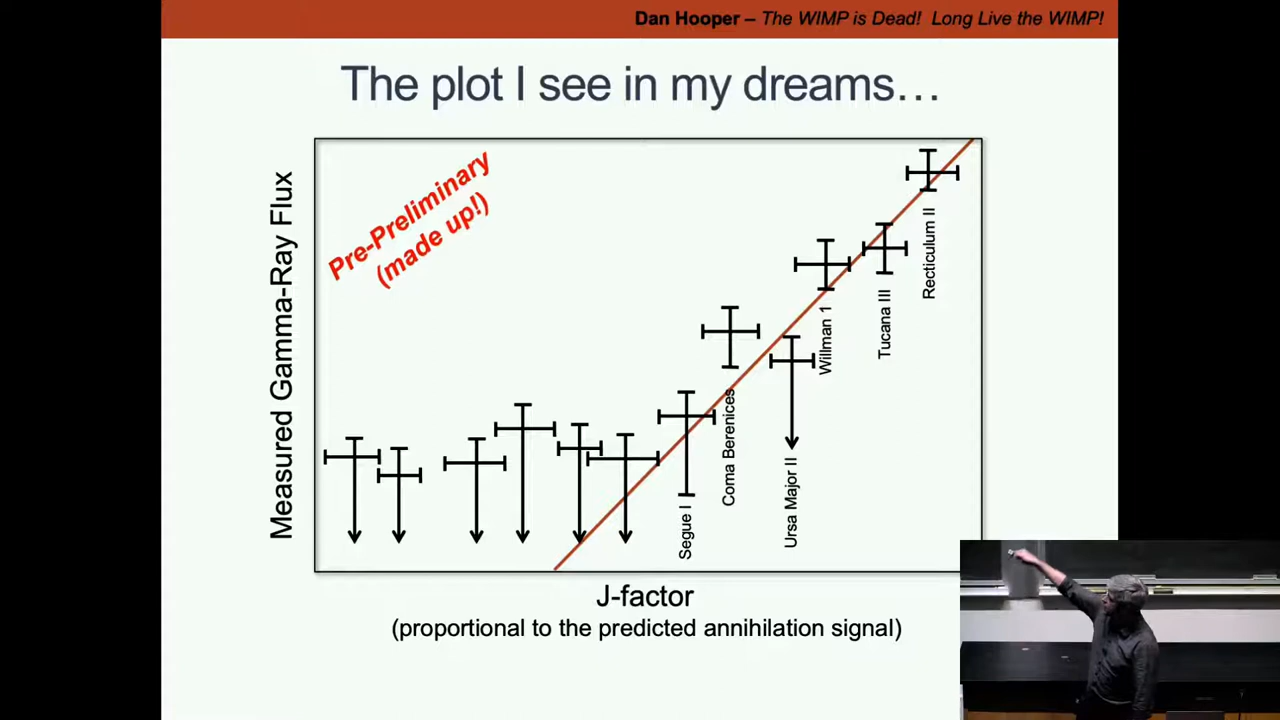 Dan Hooper – The WIMP is Dead! Long Live the WIMP!
The plot I see in my dreams…
Pre-Preliminary
(made up!)
Measured Gamma-Ray Flux
Segue I
Coma Berenices
Ursa Major II
Willman 1
Tucana III
Recticulum II
J-factor
(proportional to the predicted annihilation signal)